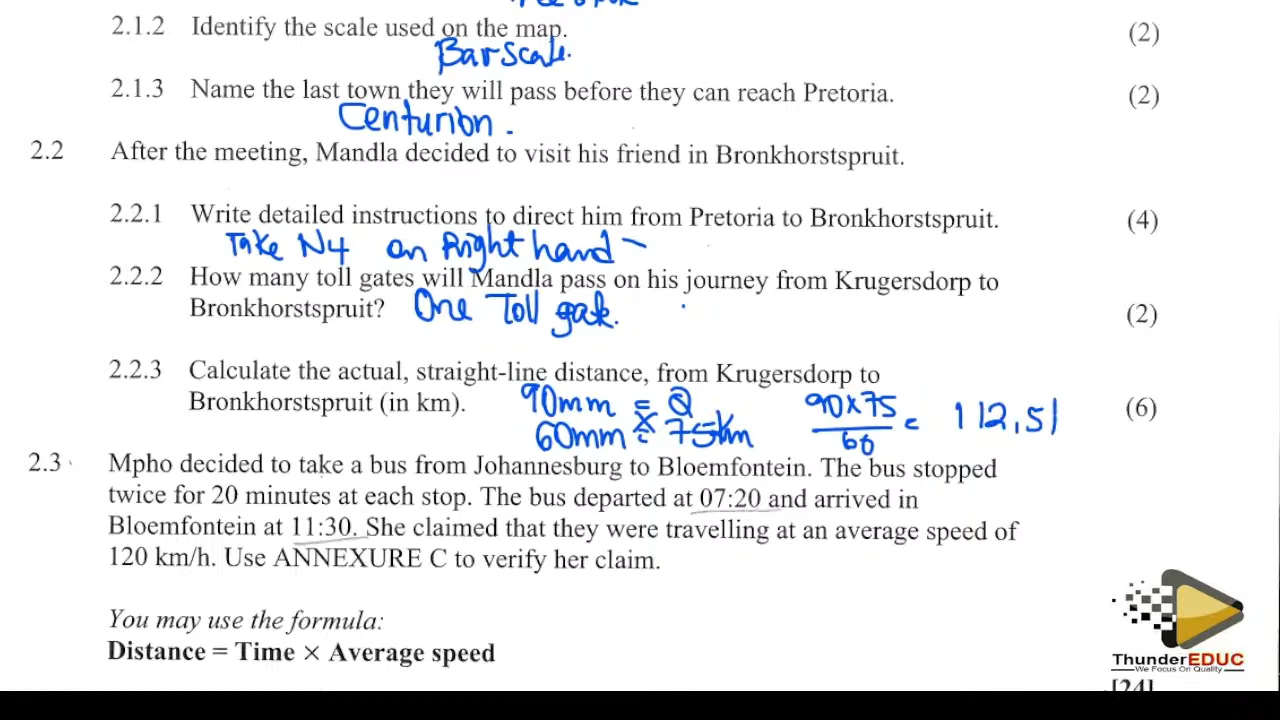 2.1.2 Identify the scale used on the map. (2)
Bar Scale.
2.1.3 Name the last town they will pass before they can reach Pretoria. (2)
Centurion.
2.2 After the meeting, Mandla decided to visit his friend in Bronkhorstspruit.
2.2.1 Write detailed instructions to direct him from Pretoria to Bronkhorstspruit. (4)
Take N4 on Right hand
2.2.2 How many toll gates will Mandla pass on his journey from Krugersdorp to
Bronkhorstspruit? One Toll gate. (2)
2.2.3 Calculate the actual, straight-line distance, from Krugersdorp to
Bronkhorstspruit (in km). (6)
90mm =
60mm = 75km
90 x 75
60
= 112,51
2.3 Mpho decided to take a bus from Johannesburg to Bloemfontein. The bus stopped
twice for 20 minutes at each stop. The bus departed at 07:20 and arrived in
Bloemfontein at 11:30. She claimed that they were travelling at an average speed of
120 km/h. Use ANNEXURE C to verify her claim.
You may use the formula:
Distance = Time × Average speed
ThunderEDUC
We Focus On Quality
[24]